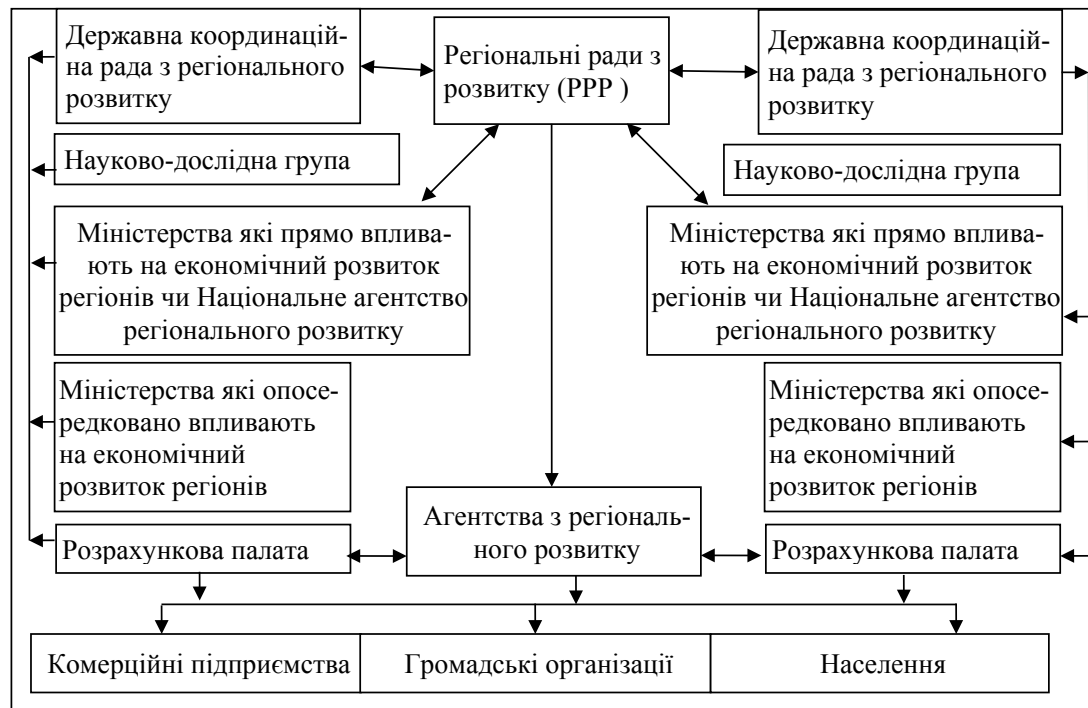 Державна координацій-
на рада з регіонального
розвитку
Регіональні ради з
розвитку (РРР )
Державна координацій-
на рада з регіонального
розвитку
Науково-дослідна група
Науково-дослідна група
Міністерства які прямо вплива-
ють на економічний розвиток
регіонів чи Національне агентство
регіонального розвитку
Міністерства які прямо вплива-
ють на економічний розвиток
регіонів чи Національне агентство
регіонального розвитку
Міністерства які опосе-
редковано впливають
на економічний
розвиток регіонів
Міністерства які опосе-
редковано впливають
на економічний
розвиток регіонів
Агентства з регіональ-
ного розвитку
Розрахункова палата
Розрахункова палата
Комерційні підприємства
Громадські організації
Населення